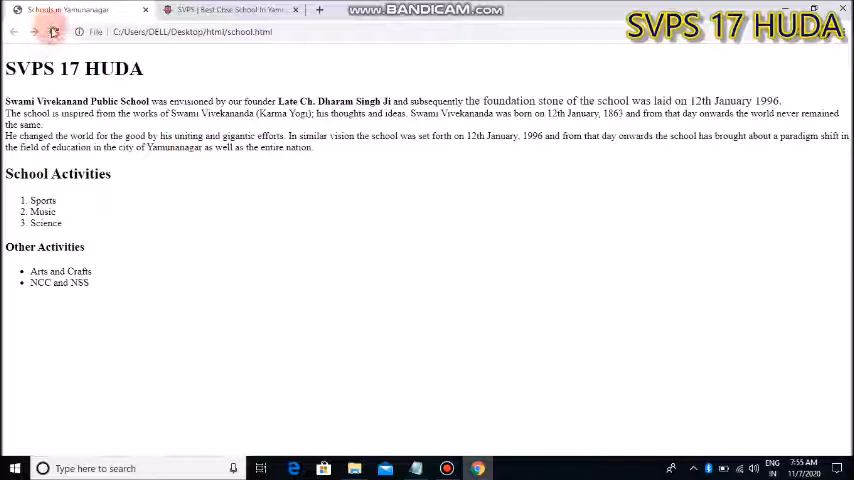 Schools in Yamunanagar
SVPS | Best Cbse School In Yamu
www.BANDICAM.com
SVPS 17 HUDA
File
C:/Users/DELL/Desktop/html/school.html
SVPS 17 HUDA
Swami Vivekanand Public School was envisioned by our founder Late Ch. Dharam Singh Ji and subsequently the foundation stone of the school was laid on 12th January 1996.
The school is inspired from the works of Swami Vivekananda (Karma Yogi); his thoughts and ideas. Swami Vivekananda was born on 12th January, 1863 and from that day onwards the world never remained
the same.
He changed the world for the good by his uniting and gigantic efforts. In similar vision the school was set forth on 12th January, 1996 and from that day onwards the school has brought about a paradigm shift in
the field of education in the city of Yamunanagar as well as the entire nation.
School Activities
1. Sports
2. Music
3. Science
Other Activities
• Arts and Crafts
• NCC and NSS
Type here to search
ENG
IN
7:55 AM
11/7/2020